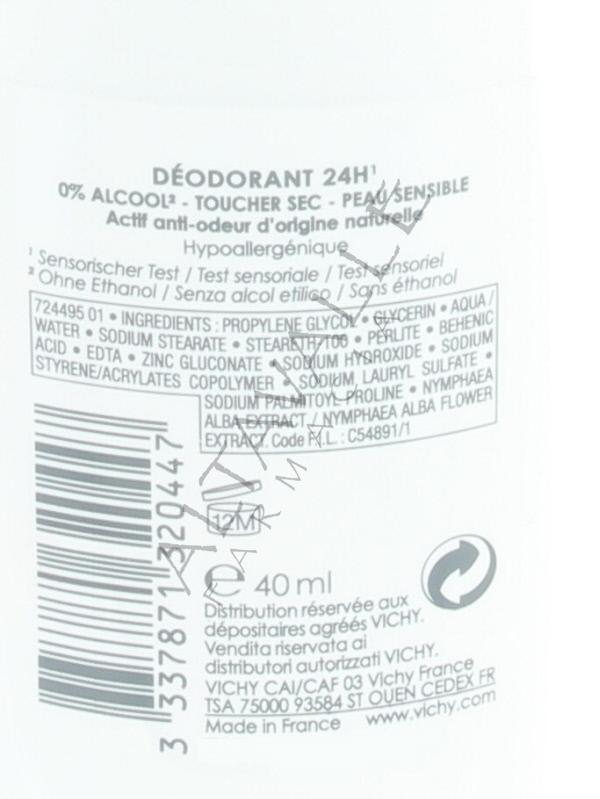 DÉODORANT 24H¹
0% ALCOOL² - TOUCHER SEC - PEAU SENSIBLE
Actif anti-odeur d'origine naturelle
Hypoallergénique
¹ Sensorischer Test / Test sensoriale / Test sensoriel
² Ohne Ethanol / Senza alcol etilico / Sans éthanol
724495 01 • INGREDIENTS : PROPYLENE GLYCOL • GLYCERIN • AQUA /
WATER • SODIUM STEARATE • STEARETH-100 • PERLITE • BEHENIC
ACID • EDTA • ZINC GLUCONATE • SODIUM HYDROXIDE • SODIUM
STYRENE/ACRYLATES COPOLYMER • SODIUM LAURYL SULFATE •
SODIUM PALMITOYL PROLINE • NYMPHAEA
ALBA EXTRACT / NYMPHAEA ALBA FLOWER
EXTRACT. Code F.I.L. : C54891/1
3 337871 320447
12M
e 40 ml
Distribution réservée aux
dépositaires agréés VICHY.
Vendita riservata ai
distributori autorizzati VICHY.
VICHY CAI/CAF 03 Vichy France
TSA 75000 93584 ST OUEN CEDEX FR
Made in France www.vichy.com
ALTAVALLE
FARMA